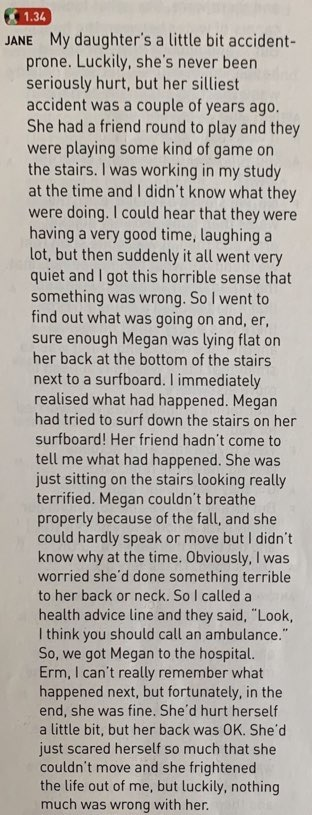 1.34
JANE My daughter's a little bit accident-
prone. Luckily, she's never been
seriously hurt, but her silliest
accident was a couple of years ago.
She had a friend round to play and they
were playing some kind of game on
the stairs. I was working in my study
at the time and I didn't know what they
were doing. I could hear that they were
having a very good time, laughing a
lot, but then suddenly it all went very
quiet and I got this horrible sense that
something was wrong. So I went to
find out what was going on and, er,
sure enough Megan was lying flat on
her back at the bottom of the stairs
next to a surfboard. I immediately
realised what had happened. Megan
had tried to surf down the stairs on her
surfboard! Her friend hadn't come to
tell me what had happened. She was
just sitting on the stairs looking really
terrified. Megan couldn't breathe
properly because of the fall, and she
could hardly speak or move but I didn't
know why at the time. Obviously, I was
worried she'd done something terrible
to her back or neck. So I called a
health advice line and they said, "Look,
I think you should call an ambulance."
So, we got Megan to the hospital.
Erm, I can't really remember what
happened next, but fortunately, in the
end, she was fine. She'd hurt herself
a little bit, but her back was OK. She'd
just scared herself so much that she
couldn't move and she frightened
the life out of me, but luckily, nothing
much was wrong with her.